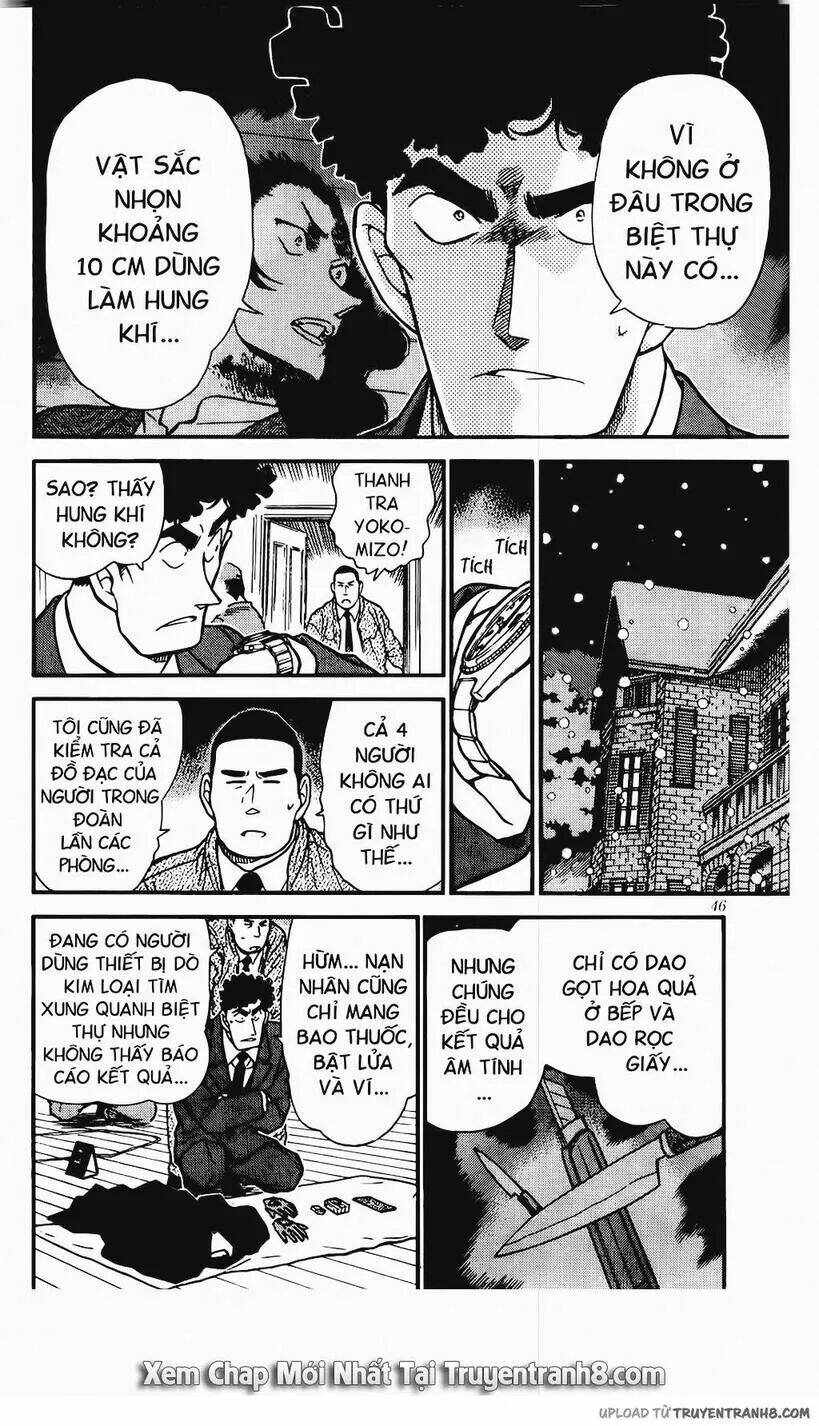 VÌ
KHÔNG Ở
ĐÂU TRONG
BIỆT THỰ
NÀY CÓ...
VẬT SẮC
NHỌN
KHOẢNG
10 CM DÙNG
LÀM HUNG
KHÍ...
TÍCH
TÍCH
THANH
TRA
YOKO-
MIZO!
SAO? THẤY
HUNG KHÍ
KHÔNG?
CẢ 4
NGƯỜI
KHÔNG AI
CÓ THỨ
GÌ NHƯ
THẾ...
TÔI CŨNG ĐÃ
KIỂM TRA CẢ
ĐỒ ĐẠC CỦA
NGƯỜI TRONG
ĐOÀN
LẪN CÁC
PHÒNG...
46
CHỈ CÓ DAO
GỌT HOA QUẢ
Ở BẾP VÀ
DAO RỌC
GIẤY...
NHƯNG
CHÚNG
ĐỀU CHO
KẾT QUẢ
ÂM TÍNH
...
HỪM... NẠN
NHÂN CŨNG
CHỈ MANG
BAO THUỐC,
BẬT LỬA
VÀ VÍ...
ĐANG CÓ NGƯỜI
DÙNG THIẾT BỊ DÒ
KIM LOẠI TÌM
XUNG QUANH BIỆT
THỰ NHƯNG
KHÔNG THẤY BÁO
CÁO KẾT QUẢ...
Xem Chap Mới Nhất Tại Truyentranh8.com
UPLOAD TỪ TRUYENTRANH8.COM